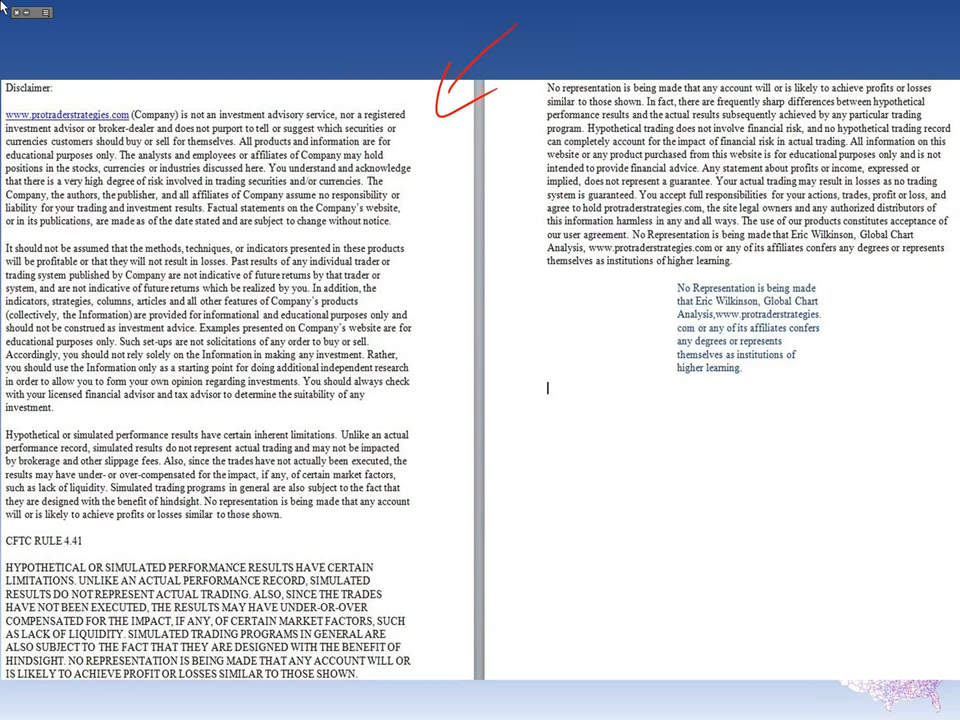 Disclaimer:
www.protraderstrategies.com (Company) is not an investment advisory service, nor a registered
investment advisor or broker-dealer and does not purport to tell or suggest which securities or
currencies customers should buy or sell for themselves. All products and information are for
educational purposes only. The analysts and employees or affiliates of Company may hold
positions in the stocks, currencies or industries discussed here. You understand and acknowledge
that there is a very high degree of risk involved in trading securities and/or currencies. The
Company, the authors, the publisher, and all affiliates of Company assume no responsibility or
liability for your trading and investment results. Factual statements on the Company's website,
or in its publications, are made as of the date stated and are subject to change without notice.
It should not be assumed that the methods, techniques, or indicators presented in these products
will be profitable or that they will not result in losses. Past results of any individual trader or
trading system published by Company are not indicative of future returns by that trader or
system, and are not indicative of future returns which be realized by you. In addition, the
indicators, strategies, columns, articles and all other features of Company's products
(collectively, the Information) are provided for informational and educational purposes only and
should not be construed as investment advice. Examples presented on Company's website are for
educational purposes only. Such set-ups are not solicitations of any order to buy or sell.
Accordingly, you should not rely solely on the Information in making any investment. Rather,
you should use the Information only as a starting point for doing additional independent research
in order to allow you to form your own opinion regarding investments. You should always check
with your licensed financial advisor and tax advisor to determine the suitability of any
investment.
Hypothetical or simulated performance results have certain inherent limitations. Unlike an actual
performance record, simulated results do not represent actual trading and may not be impacted
by brokerage and other slippage fees. Also, since the trades have not actually been executed, the
results may have under- or over-compensated for the impact, if any, of certain market factors,
such as lack of liquidity. Simulated trading programs in general are also subject to the fact that
they are designed with the benefit of hindsight. No representation is being made that any account
will or is likely to achieve profits or losses similar to those shown.
CFTC RULE 4.41
HYPOTHETICAL OR SIMULATED PERFORMANCE RESULTS HAVE CERTAIN
LIMITATIONS. UNLIKE AN ACTUAL PERFORMANCE RECORD, SIMULATED
RESULTS DO NOT REPRESENT ACTUAL TRADING. ALSO, SINCE THE TRADES
HAVE NOT BEEN EXECUTED, THE RESULTS MAY HAVE UNDER-OR-OVER
COMPENSATED FOR THE IMPACT, IF ANY, OF CERTAIN MARKET FACTORS, SUCH
AS LACK OF LIQUIDITY. SIMULATED TRADING PROGRAMS IN GENERAL ARE
ALSO SUBJECT TO THE FACT THAT THEY ARE DESIGNED WITH THE BENEFIT OF
HINDSIGHT. NO REPRESENTATION IS BEING MADE THAT ANY ACCOUNT WILL OR
IS LIKELY TO ACHIEVE PROFIT OR LOSSES SIMILAR TO THOSE SHOWN.
No representation is being made that any account will or is likely to achieve profits or losses
similar to those shown. In fact, there are frequently sharp differences between hypothetical
performance results and the actual results subsequently achieved by any particular trading
program. Hypothetical trading does not involve financial risk, and no hypothetical trading record
can completely account for the impact of financial risk in actual trading. All information on this
website or any product purchased from this website is for educational purposes only and is not
intended to provide financial advice. Any statement about profits or income, expressed or
implied, does not represent a guarantee. Your actual trading may result in losses as no trading
system is guaranteed. You accept full responsibilities for your actions, trades, profit or loss, and
agree to hold protraderstrategies.com, the site legal owners and any authorized distributors of
this information harmless in any and all ways. The use of our products constitutes acceptance of
our user agreement. No Representation is being made that Eric Wilkinson, Global Chart
Analysis, www.protraderstrategies.com or any of its affiliates confers any degrees or represents
themselves as institutions of higher learning.
No Representation is being made
that Eric Wilkinson, Global Chart
Analysis,www.protraderstrategies.
com or any of its affiliates confers
any degrees or represents
themselves as institutions of
higher learning.